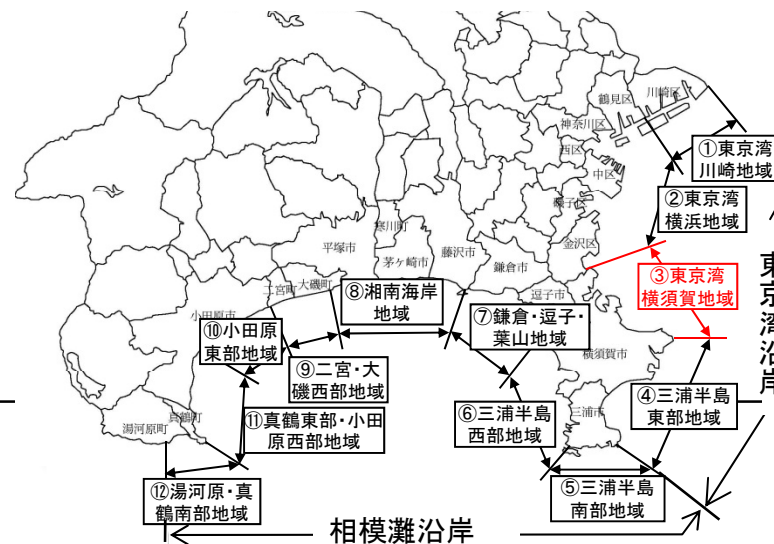 川崎区
鶴見区
神奈川区
西区
中区
①東京湾
川崎地域
磯子区
②東京湾
横浜地域
寒川町
金沢区
平塚市
茅ヶ崎市
藤沢市
鎌倉市
東京湾沿岸
③東京湾
横須賀地域
二宮町
大磯町
⑧湘南海岸
地域
逗子市
小田原市
⑩小田原
東部地域
⑦鎌倉・逗子・
葉山地域
横須賀市
⑨二宮・大
磯西部地域
④三浦半島
東部地域
真鶴町
湯河原町
⑪真鶴東部・小田
原西部地域
⑥三浦半島
西部地域
三浦市
⑫湯河原・真
鶴南部地域
⑤三浦半島
南部地域
相模灘沿岸